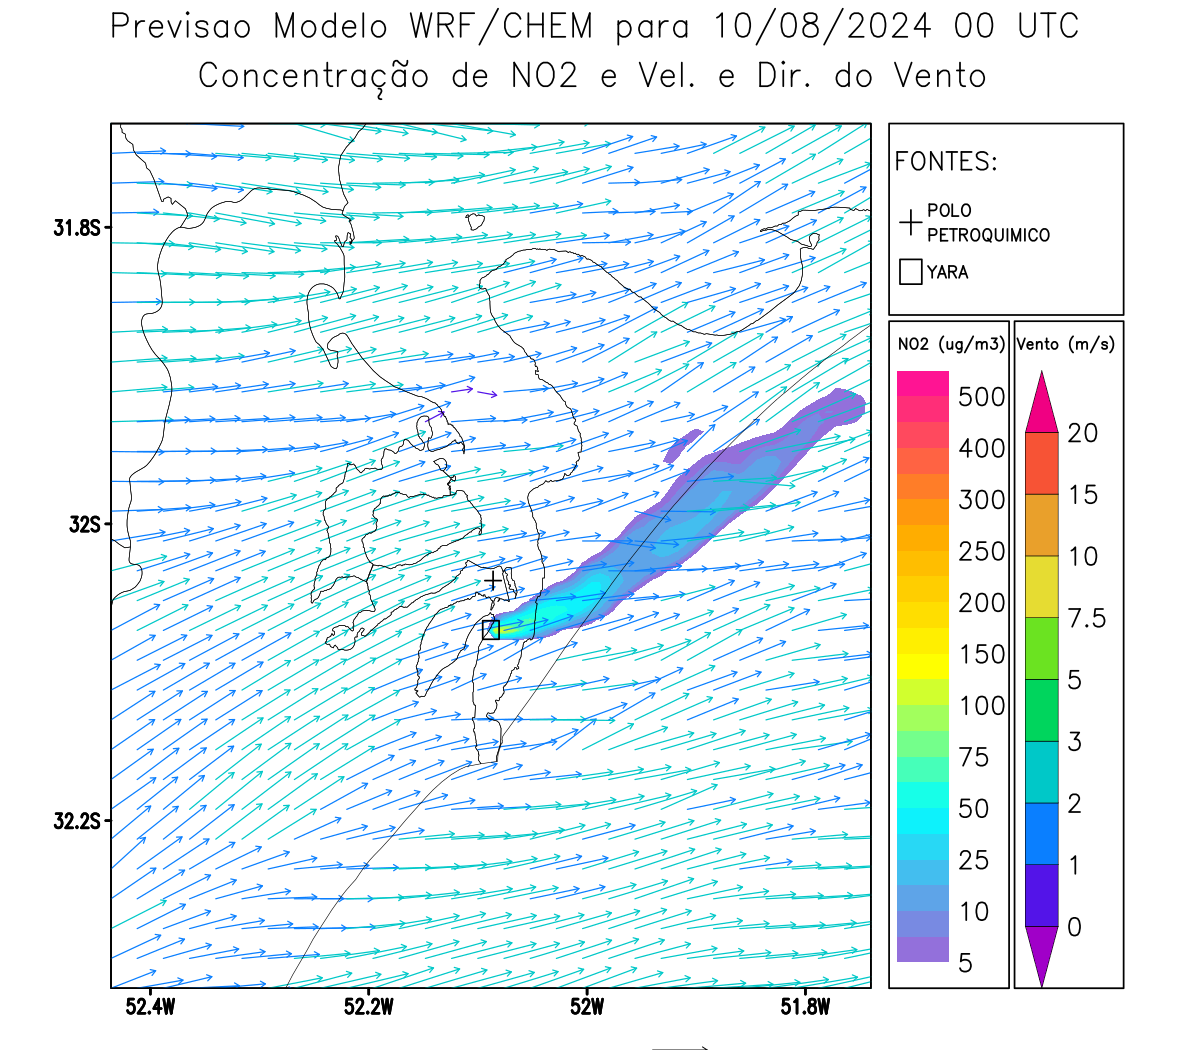 Previsao Modelo WRF/CHEM para 10/08/2024 00 UTC
Concentração de NO2 e Vel. e Dir. do Vento
FONTES:
POLO
PETROQUIMICO
YARA
NO2 (ug/m3)
500
400
300
250
200
150
100
75
50
25
10
5
Vento (m/s)
20
15
10
7.5
5
3
2
1
0
31.8S
32S
32.2S
52.4W
52.2W
52W
51.8W